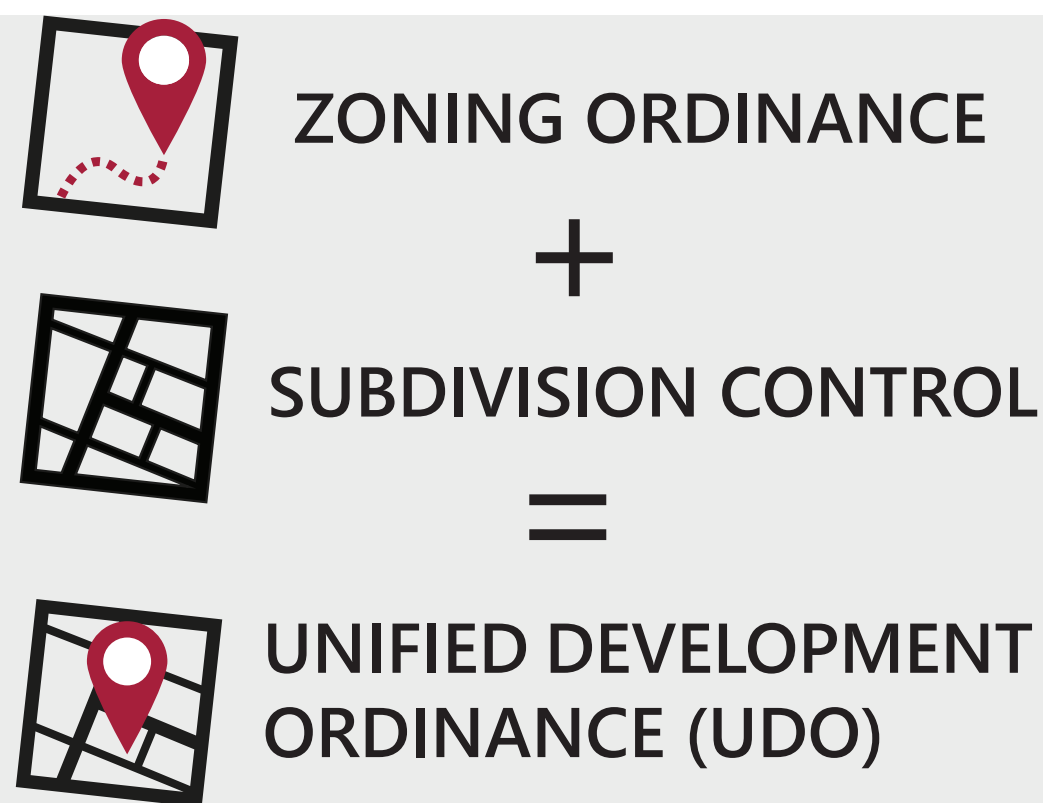 ZONING ORDINANCE
+
SUBDIVISION CONTROL
=
UNIFIED DEVELOPMENT
ORDINANCE (UDO)